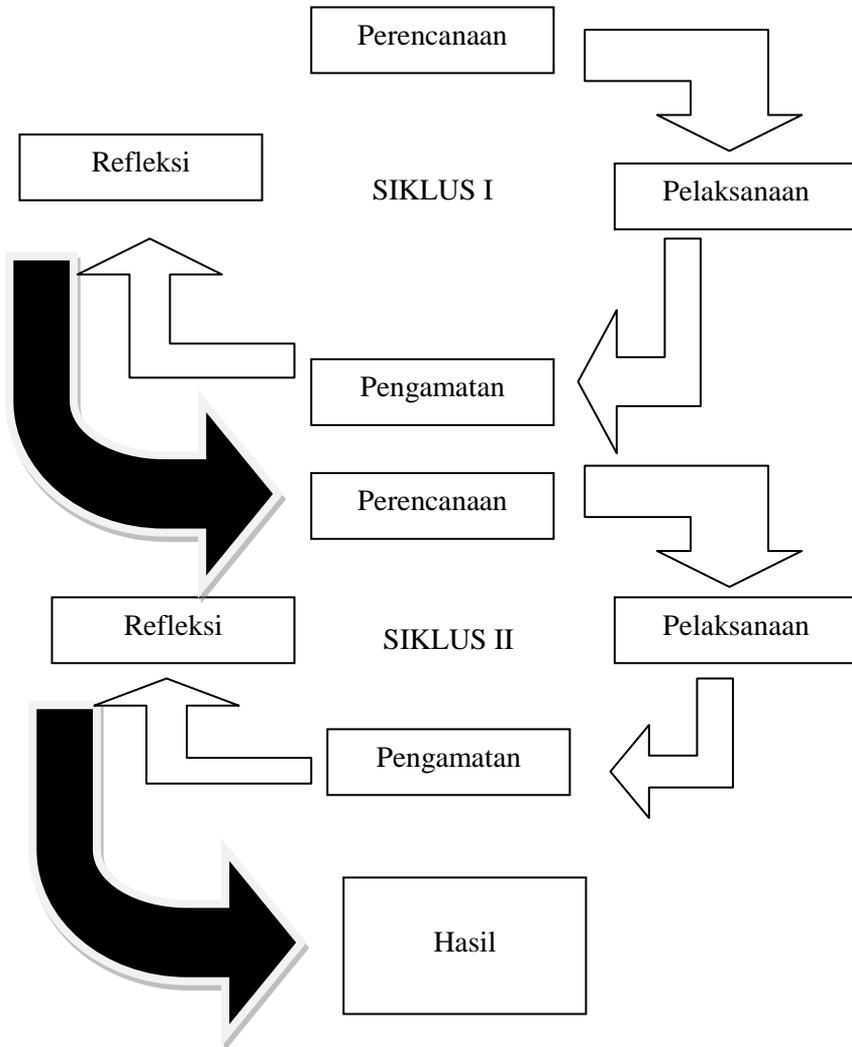 Perencanaan
Refleksi
SIKLUS I
Pelaksanaan
Pengamatan
Perencanaan
Refleksi
SIKLUS II
Pelaksanaan
Pengamatan
Hasil